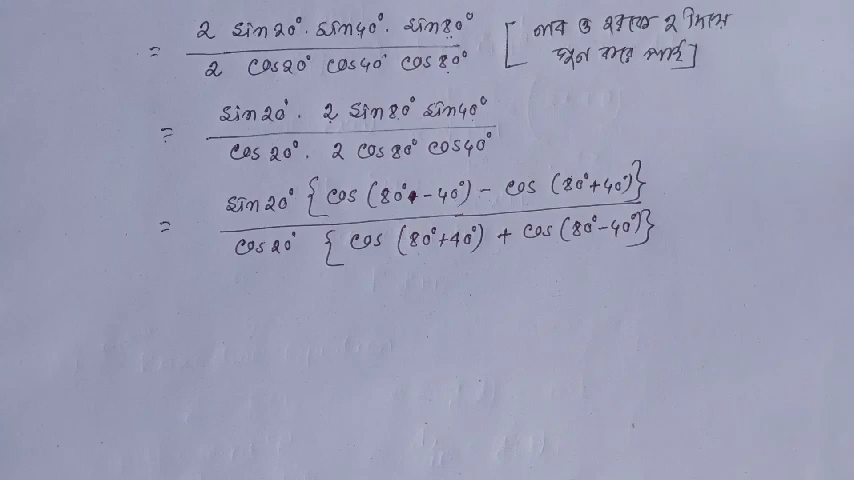 = 2 sin20°. sin40°. sin80° / 2 cos20° cos40° cos80° [লব ও হরকে ২ দিয়ে
গুণ করে পাই]
= sin20°. 2 sin80° sin40° / cos20°. 2 cos80° cos40°
= sin20° {cos (80°-40°) - cos (80°+40°)} / cos20° {cos (80°+40°) + cos (80°-40°)}